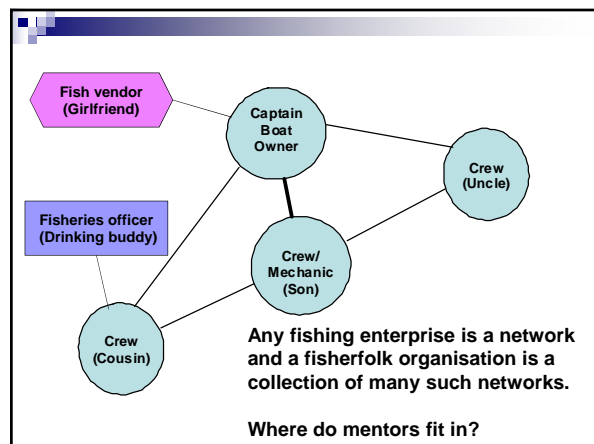 Fish vendor
(Girlfriend)
Captain
Boat
Owner
Crew
(Uncle)
Fisheries officer
(Drinking buddy)
Crew/
Mechanic
(Son)
Crew
(Cousin)
Any fishing enterprise is a network
and a fisherfolk organisation is a
collection of many such networks.
Where do mentors fit in?